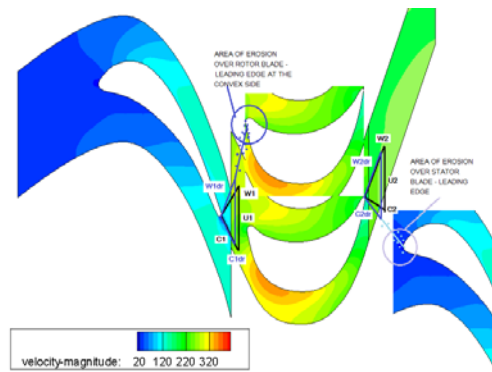 AREA OF EROSION
OVER ROTOR BLADE -
LEADING EDGE AT THE
CONVEX SIDE
W2
W2dr
AREA OF EROSION
OVER STATOR
BLADE - LEADING
EDGE
W1dr
W1
U2
U1
C2
C2dr
C1
C1dr
velocity-magnitude: 20 120 220 320